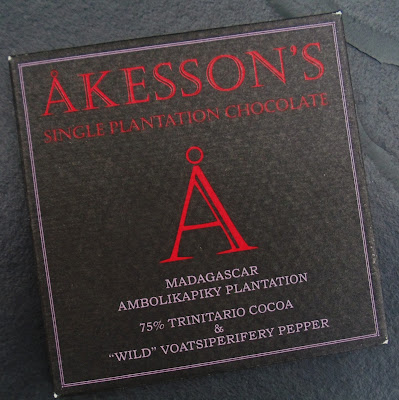 ÅKESSON'S
SINGLE PLANTATION CHOCOLATE
Å
MADAGASCAR
AMBOLIKAPIKY PLANTATION
75% TRINITARIO COCOA
&
“WILD” VOATSIPERIFERY PEPPER